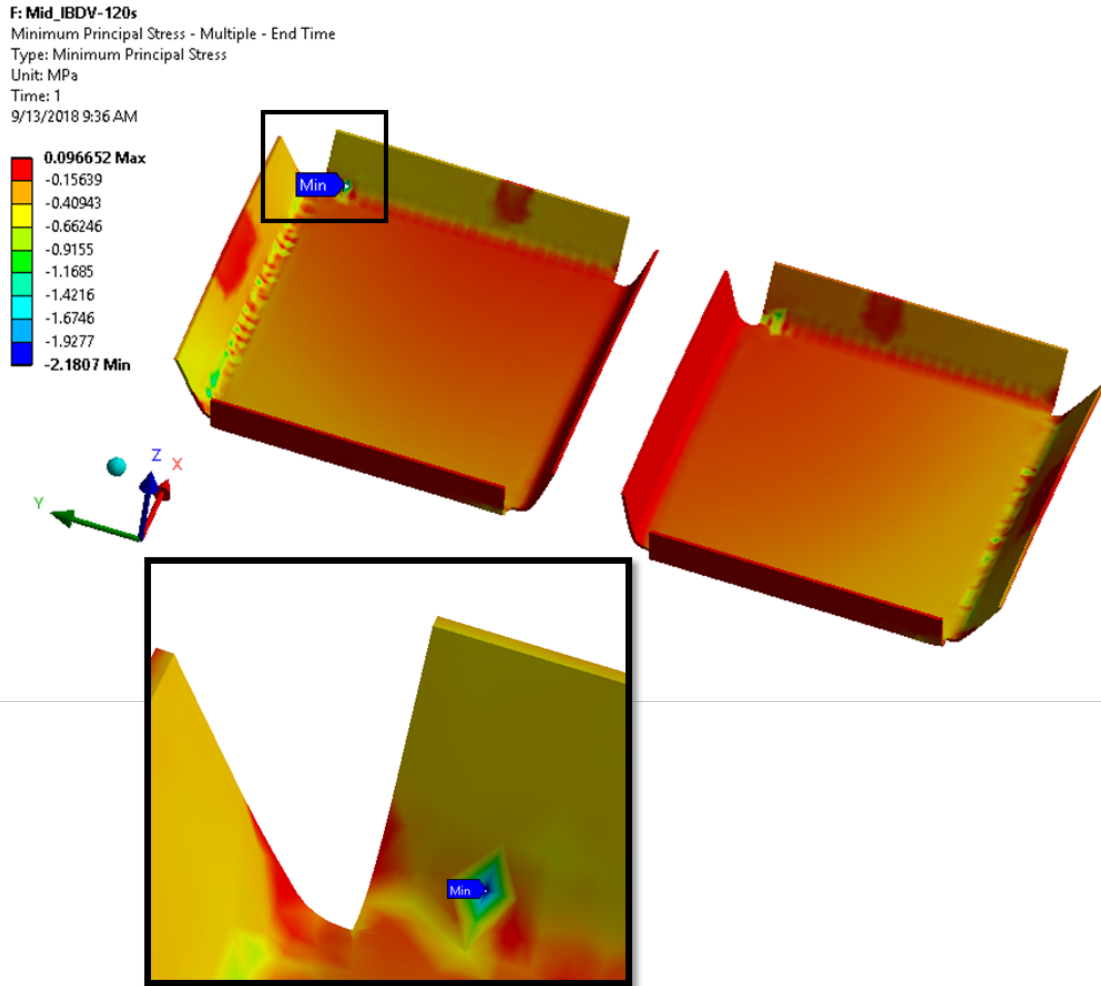 F: Mid_IBDV-120s
Minimum Principal Stress - Multiple - End Time
Type: Minimum Principal Stress
Unit: MPa
Time: 1
9/13/2018 9:36 AM
0.096652 Max
-0.15639
-0.40943
-0.66246
-0.9155
-1.1685
-1.4216
-1.6746
-1.9277
-2.1807 Min
Min
Z
X
Y
Min